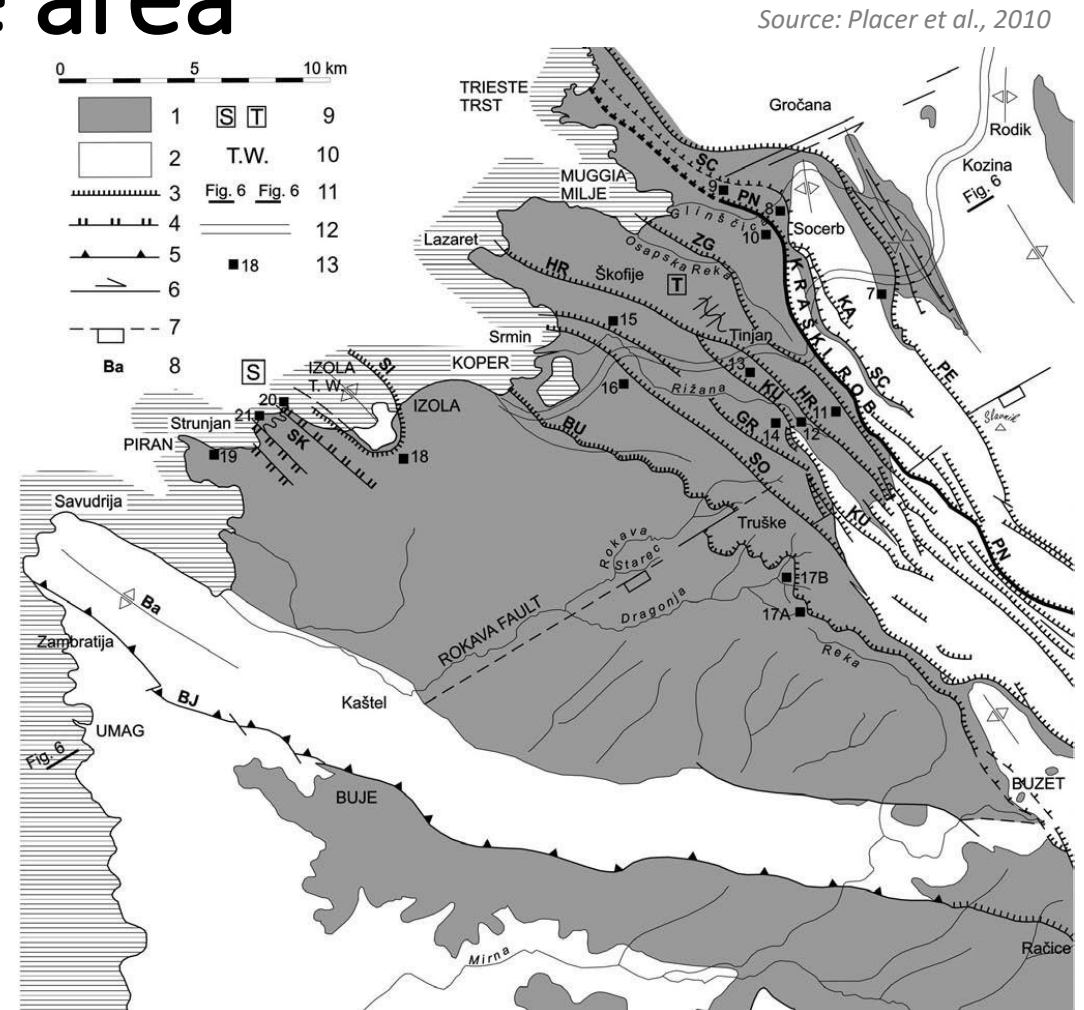 e area
Source: Placer et al., 2010
0 5 10 km
1
2
3
4
5
6
7
Ba 8
S T 9
T.W. 10
Fig. 6 Fig. 6 11
12
18 13
TRIESTE
TRST
Gročana
Rodik
Kozina
Fig. 6
MUGGIA
MILJE
SC
9
PN
8
Glinščica
10
Socerb
Lazaret
ZG
Osapska Reka
HR
Škofije
T
KRAŠKI ROB
KA
7
Srmin
15
Tinjan
SC
PE
KOPER
S
IZOLA
T. W.
SI
13
16
Rižana
KU
HR
11
Slavnik
20
21
Strunjan
IZOLA
BU
GR
14
12
PIRAN
19
SK
18
SO
KU
Savudrija
Truške
PN
Rokava
Starec
17B
Ba
Dragonja
17A
ROKAVA FAULT
Zambratija
Reka
BJ
Kaštel
UMAG
Fig. 6
BUZET
BUJE
Račice
Mirna